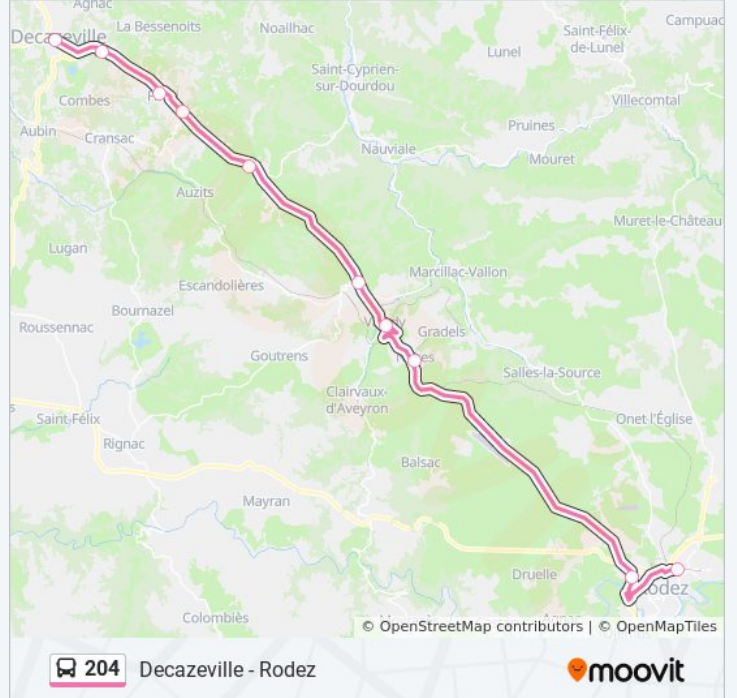 Agnac
Campuac
La Bessenoits
Noailhac
Saint-Félix-
de-Lunel
Lunel
Saint-Cyprien-
sur-Dourdou
Combes
Villecomtal
Aubin
Cransac
Pruines
Nauviale
Mouret
Auzits
Muret-le-Château
Lugan
Marcillac-Vallon
Escandolières
Bournazel
Roussennac
Gradels
Goutrens
Salles-la-Source
Clairvaux-
d'Aveyron
Saint-Félix
Onet-l'Église
Rignac
Balsac
Mayran
Druelle
Colombiès
© OpenStreetMap contributors | © OpenMapTiles
204 Decazeville - Rodez
moovit